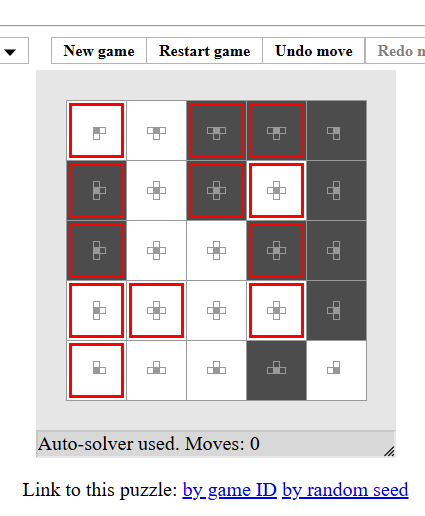 New game Restart game Undo move Redo m
Auto-solver used. Moves: 0
Link to this puzzle: by game ID by random seed